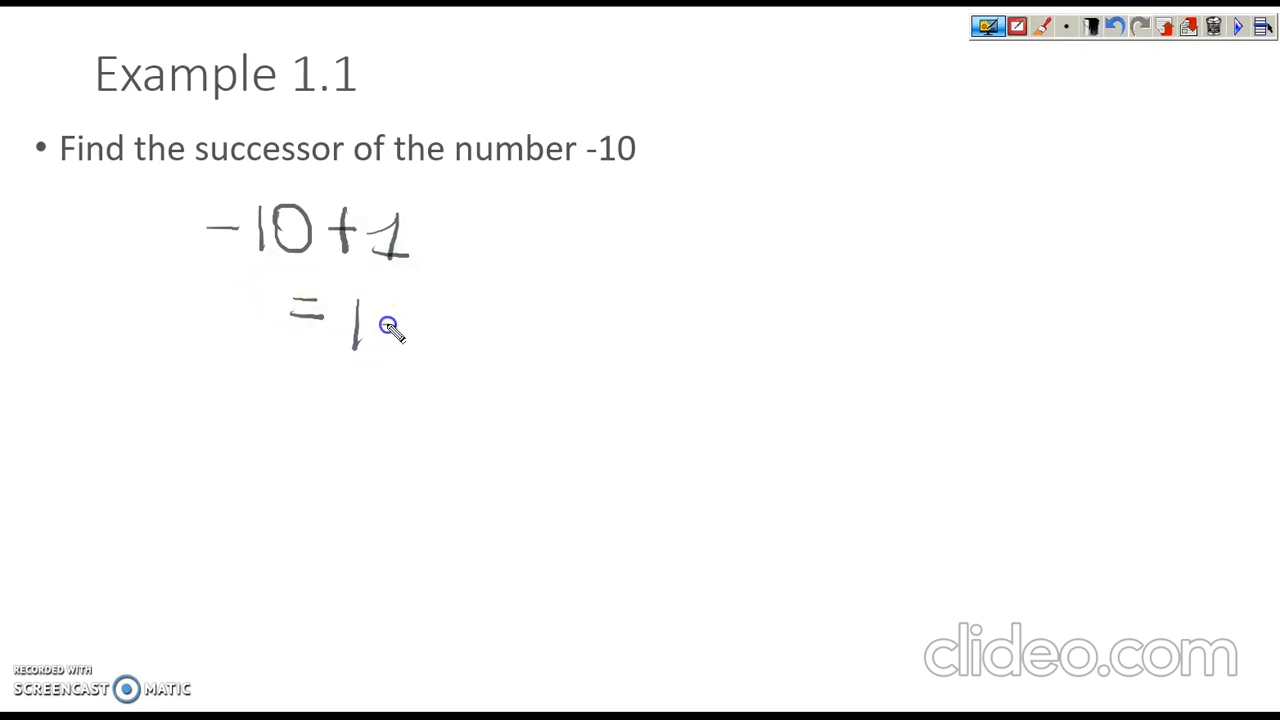 Example 1.1
• Find the successor of the number -10
-10+1
= 1
RECORDED WITH
SCREENCAST MATIC
clideo.com